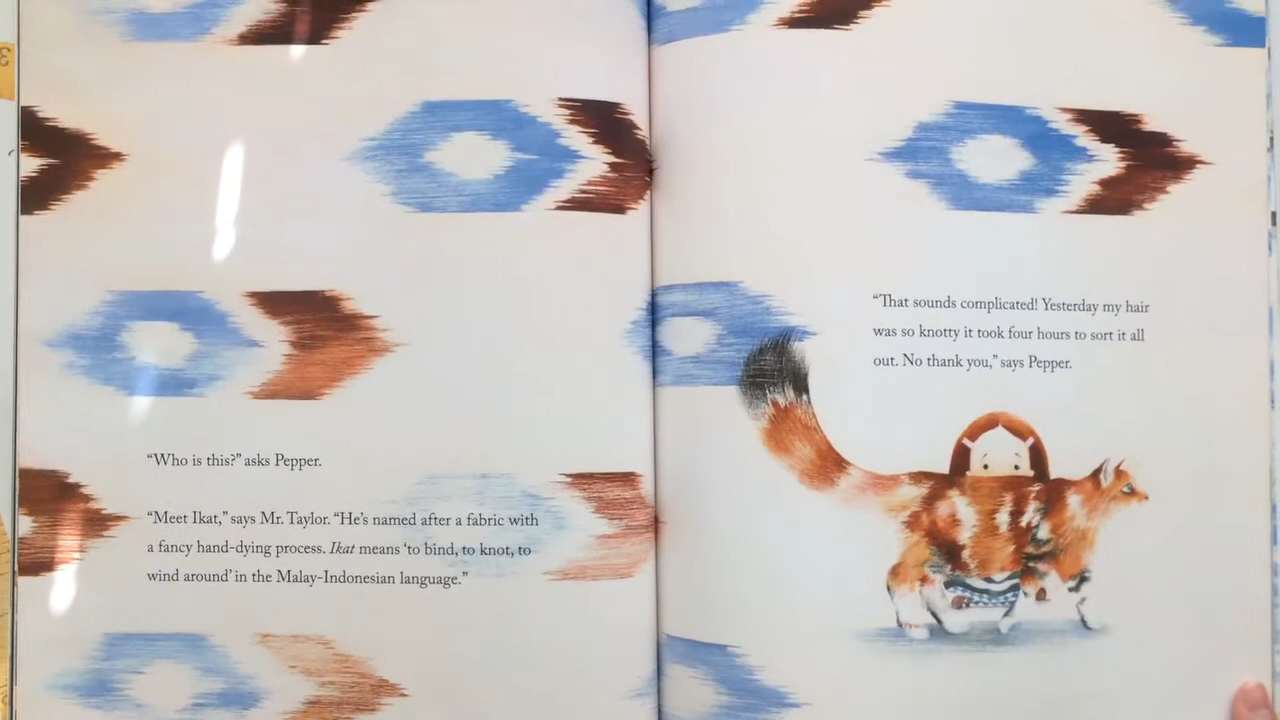 “Who is this?” asks Pepper.
“Meet Ikat,” says Mr. Taylor. “He’s named after a fabric with
a fancy hand-dying process. Ikat means ‘to bind, to knot, to
wind around’ in the Malay-Indonesian language.”
“That sounds complicated! Yesterday my hair
was so knotty it took four hours to sort it all
out. No thank you,” says Pepper.